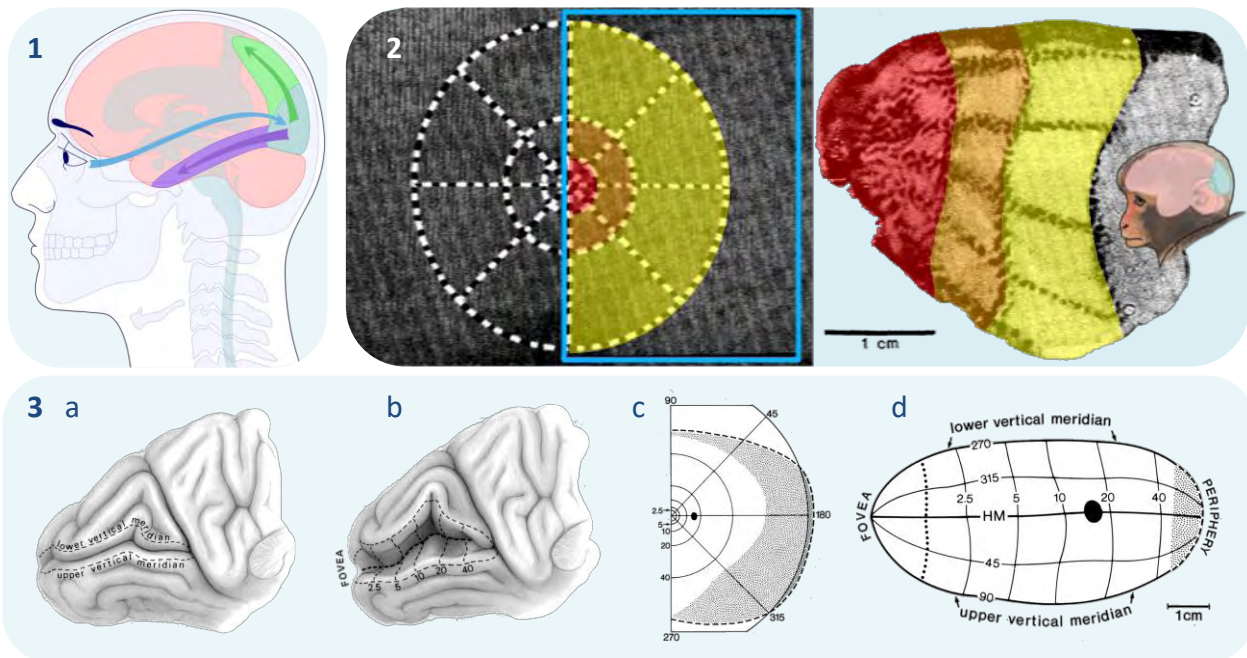 1
2
1 cm
3 a
b
c
d
lower vertical meridian
upper vertical meridian
FOVEA
2.5
5
10
20
40
90
45
2.5
5
10
20
40
180
315
270
lower vertical meridian
270
315
2.5
5
10
20
40
FOVEA
HM
PERIPHERY
45
90
upper vertical meridian
1cm